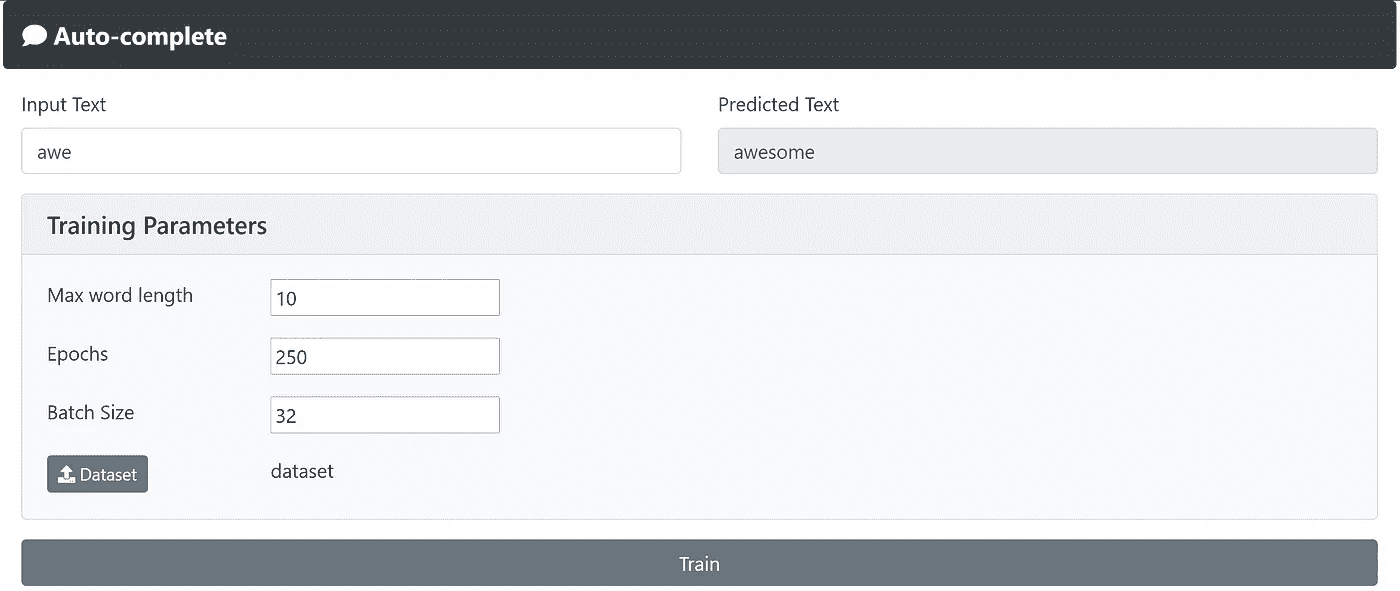 Auto-complete
Input Text
awe
Predicted Text
awesome
Training Parameters
Max word length 10
Epochs 250
Batch Size 32
Dataset dataset
Train